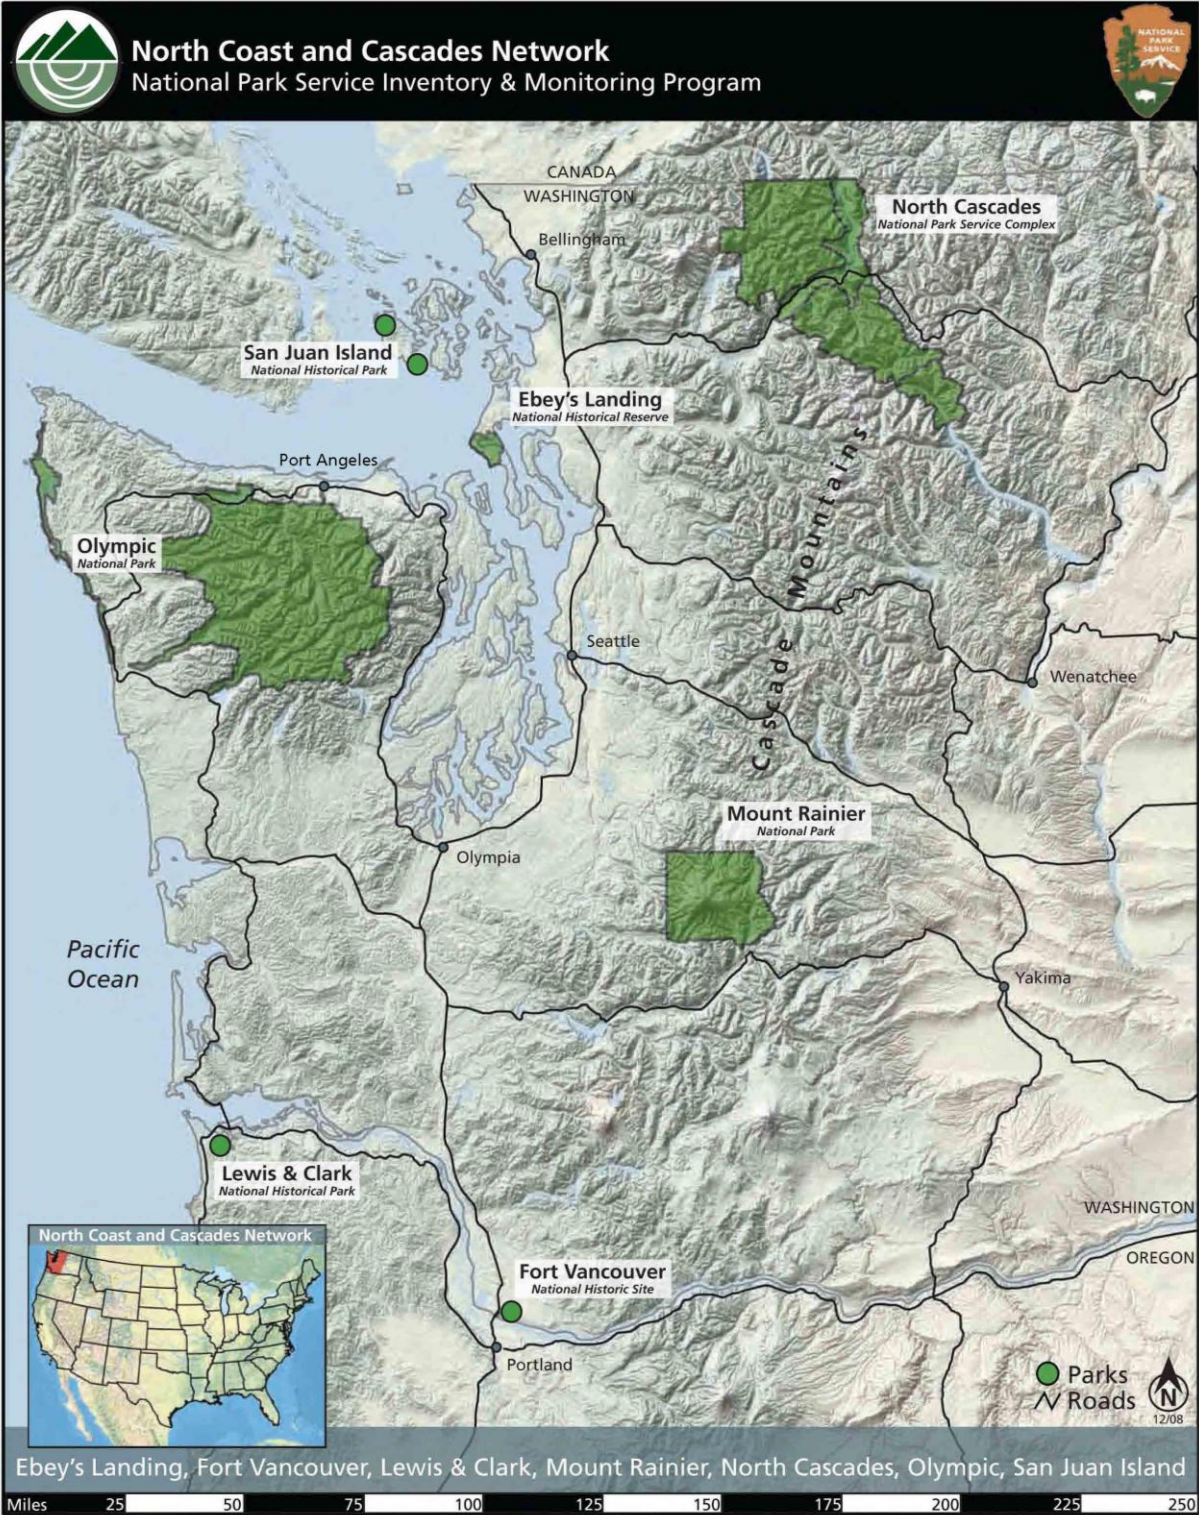 North Coast and Cascades Network
National Park Service Inventory & Monitoring Program
NATIONAL
PARK
SERVICE
CANADA
WASHINGTON
North Cascades
National Park Service Complex
Bellingham
San Juan Island
National Historical Park
Ebey's Landing
National Historical Reserve
Port Angeles
Olympic
National Park
Cascade Mountains
Seattle
Wenatchee
Mount Rainier
National Park
Olympia
Pacific
Ocean
Yakima
Lewis & Clark
National Historical Park
WASHINGTON
OREGON
North Coast and Cascades Network
Fort Vancouver
National Historic Site
Portland
Parks
Roads
N
12/08
Ebey's Landing, Fort Vancouver, Lewis & Clark, Mount Rainier, North Cascades, Olympic, San Juan Island
Miles 25 50 75 100 125 150 175 200 225 250